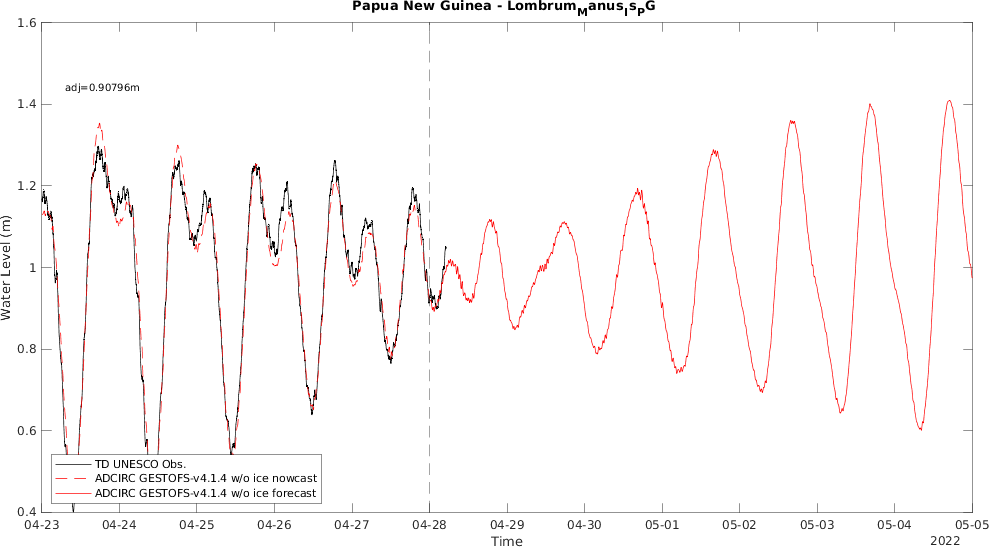 Papua New Guinea - LombrumManusIsPG
1.6
1.4
1.2
1
0.8
0.6
0.4
Water Level (m)
adj=0.90796m
TD UNESCO Obs.
ADCIRC GESTOFS-v4.1.4 w/o ice nowcast
ADCIRC GESTOFS-v4.1.4 w/o ice forecast
04-23 04-24 04-25 04-26 04-27 04-28 04-29 04-30 05-01 05-02 05-03 05-04 05-05
Time
2022